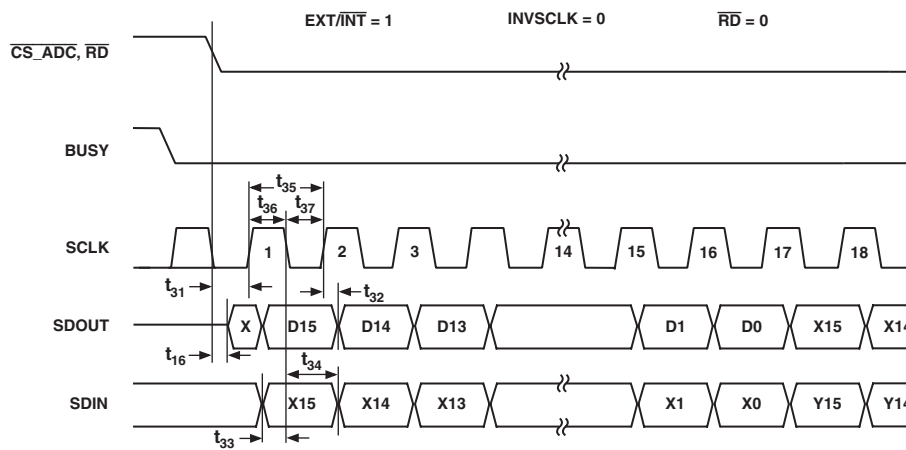 EXT/INT = 1 INVSCLK = 0 RD = 0
CS_ADC, RD
BUSY
t35
t36 t37
SCLK 1 2 3 14 15 16 17 18
t31 t32
SDOUT X D15 D14 D13 D1 D0 X15 X14
t16 t34
SDIN X15 X14 X13 X1 X0 Y15 Y14
t33